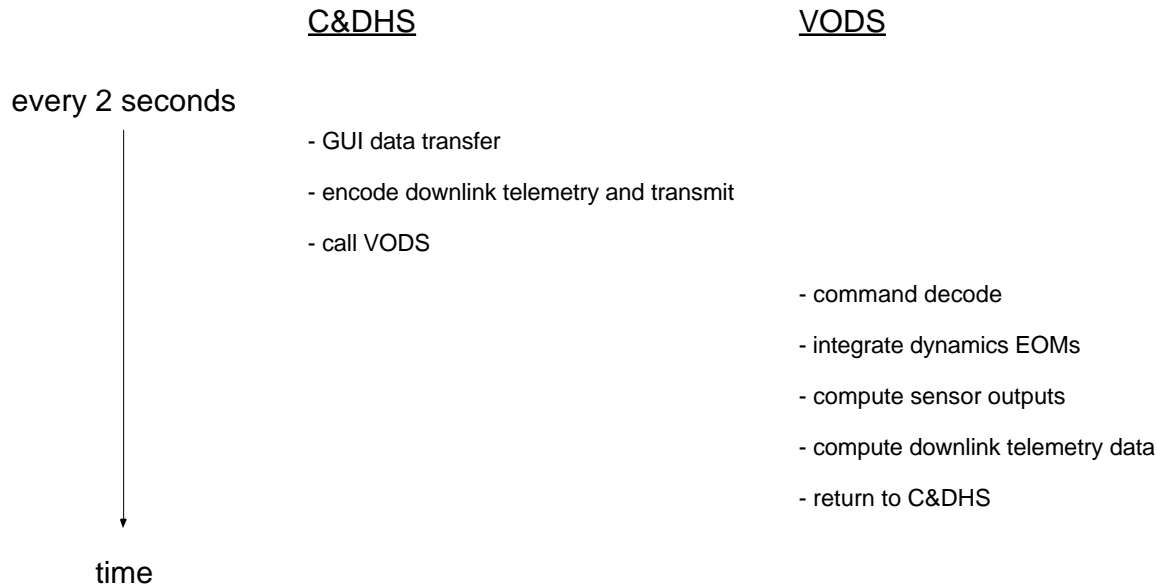 C&DHS
VODS
every 2 seconds
- GUI data transfer
- encode downlink telemetry and transmit
- call VODS
- command decode
- integrate dynamics EOMs
- compute sensor outputs
- compute downlink telemetry data
- return to C&DHS
time